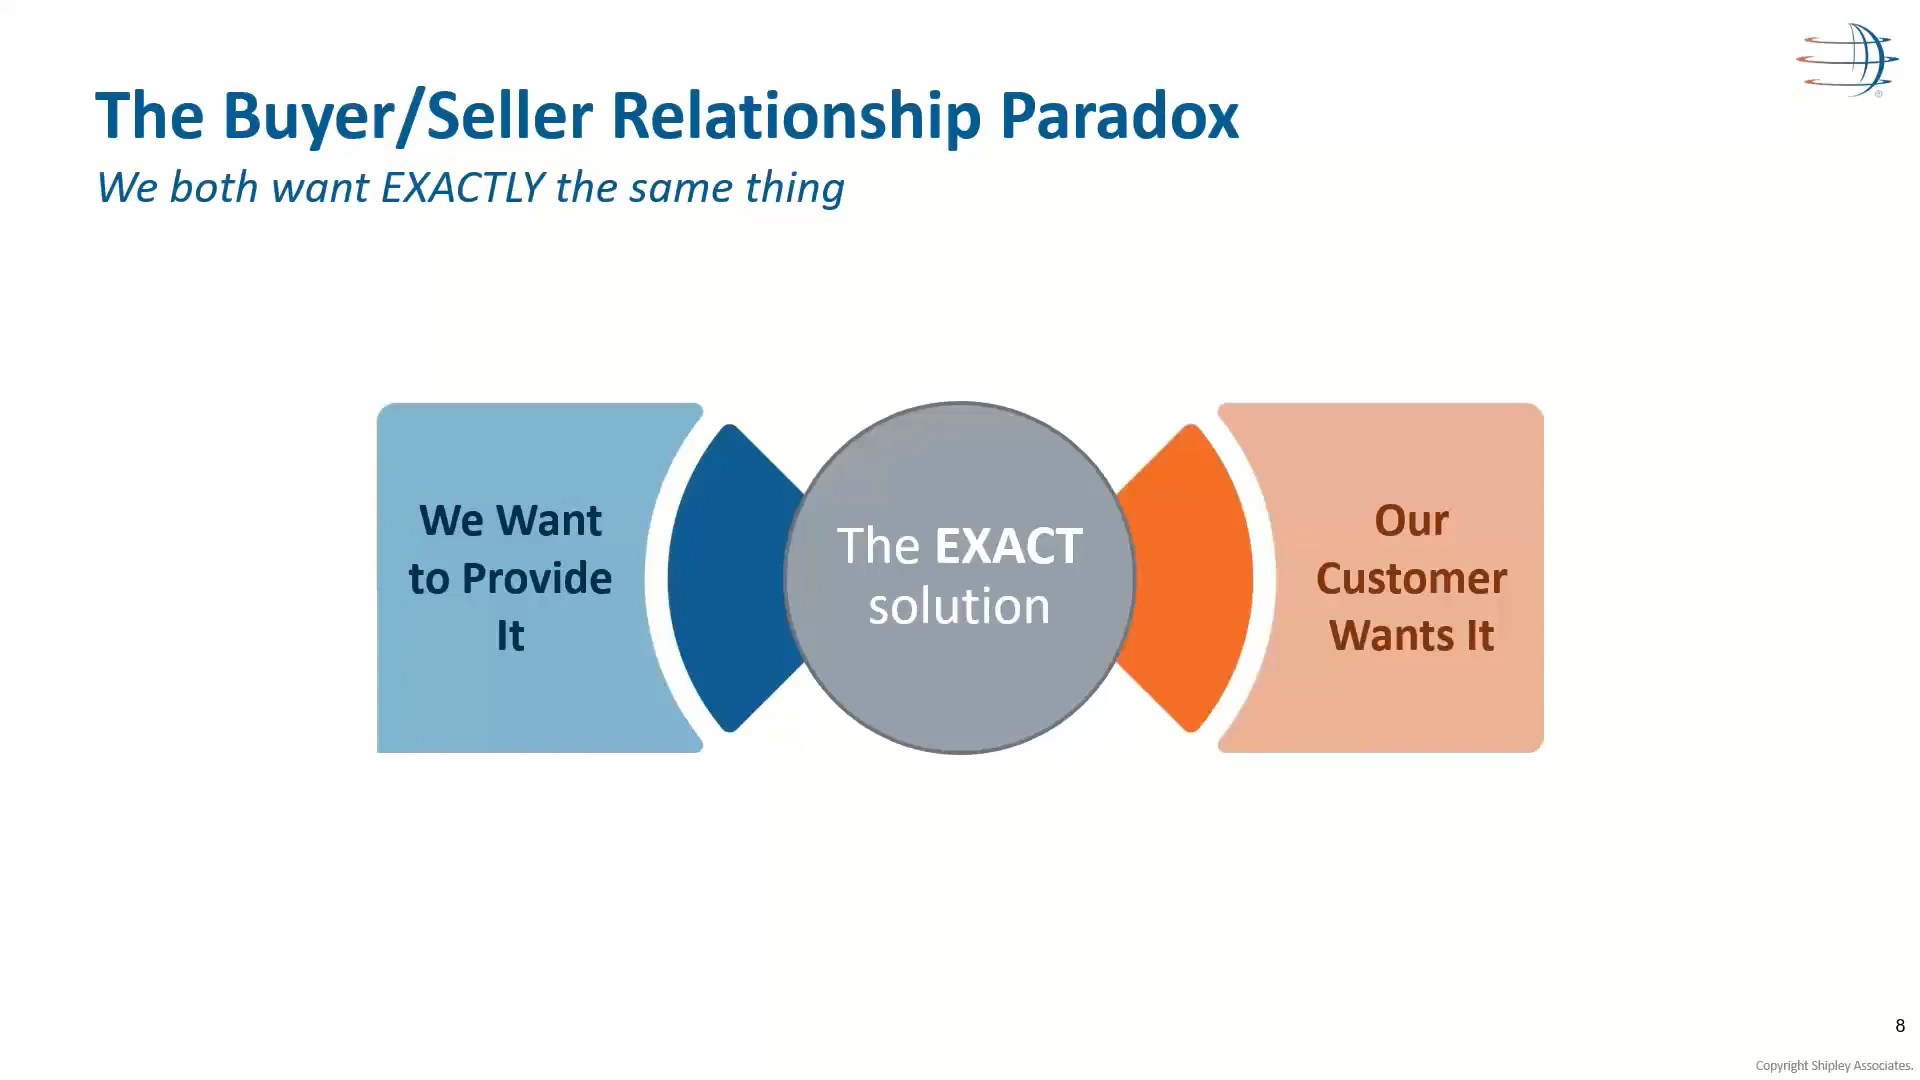 The Buyer/Seller Relationship Paradox
We both want EXACTLY the same thing
We Want
to Provide
It
The EXACT
solution
Our
Customer
Wants It
8
Copyright Shipley Associates.